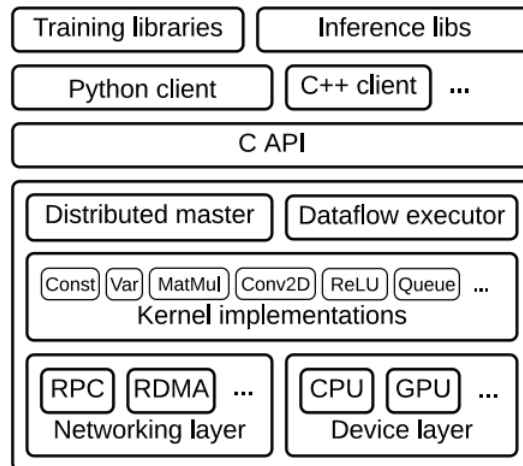 Training libraries Inference libs
Python client C++ client ...
C API
Distributed master Dataflow executor
Const Var MatMul Conv2D ReLU Queue ...
Kernel implementations
RPC RDMA ... CPU GPU ...
Networking layer Device layer